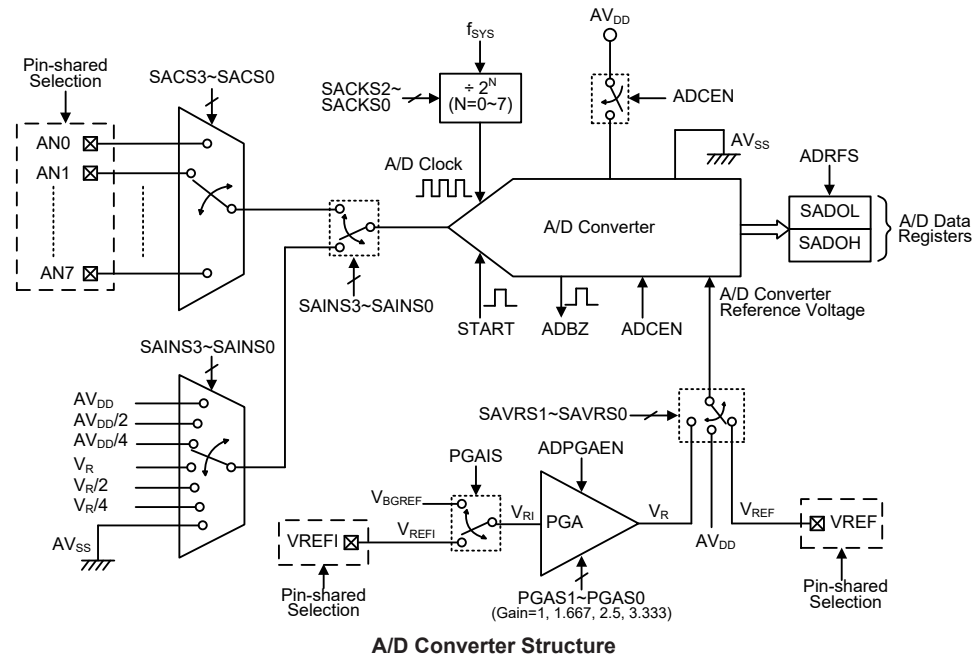 Pin-shared
Selection
SACS3~SACS0
AN0
AN1
AN7
fSYS
SACKS2~
SACKS0
÷ 2^N
(N=0~7)
A/D Clock
AVDD
ADCEN
AVSS
A/D Converter
ADRFS
SADOL
SADOH
A/D Data
Registers
SAINS3~SAINS0
START
ADBZ
ADCEN
A/D Converter
Reference Voltage
SAINS3~SAINS0
AVDD
AVDD/2
AVDD/4
VR
VR/2
VR/4
AVSS
SAVRS1~SAVRS0
PGAIS
ADPGAEN
VBGREF
VREFI
VREFI
VRI
PGA
VR
AVDD
VREF
VREF
Pin-shared
Selection
PGAS1~PGAS0
(Gain=1, 1.667, 2.5, 3.333)
Pin-shared
Selection
A/D Converter Structure